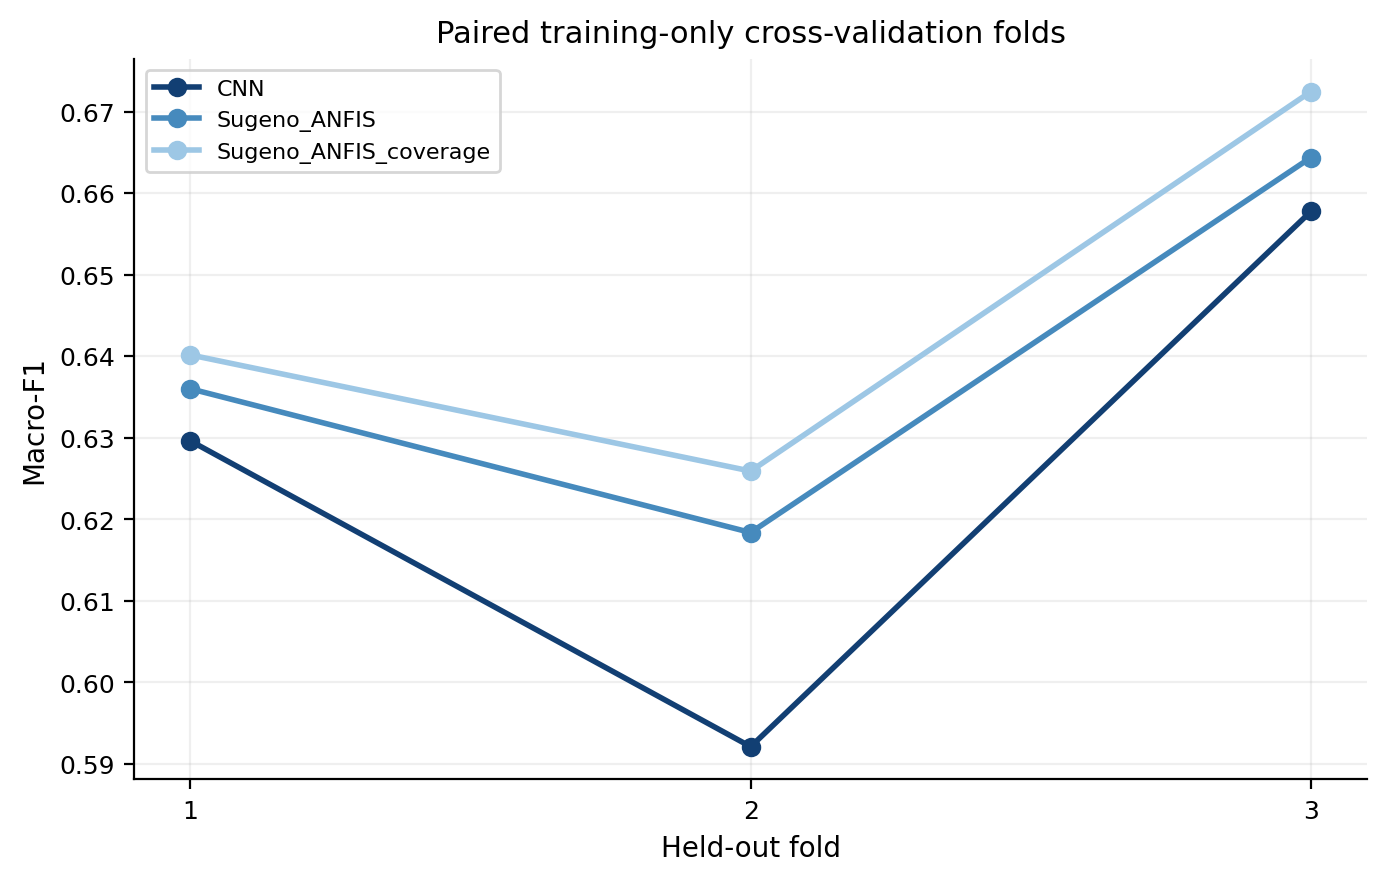 Paired training-only cross-validation folds
CNN
Sugeno_ANFIS
Sugeno_ANFIS_coverage
0.67
0.66
0.65
0.64
0.63
0.62
0.61
0.60
0.59
Macro-F1
1 2 3
Held-out fold